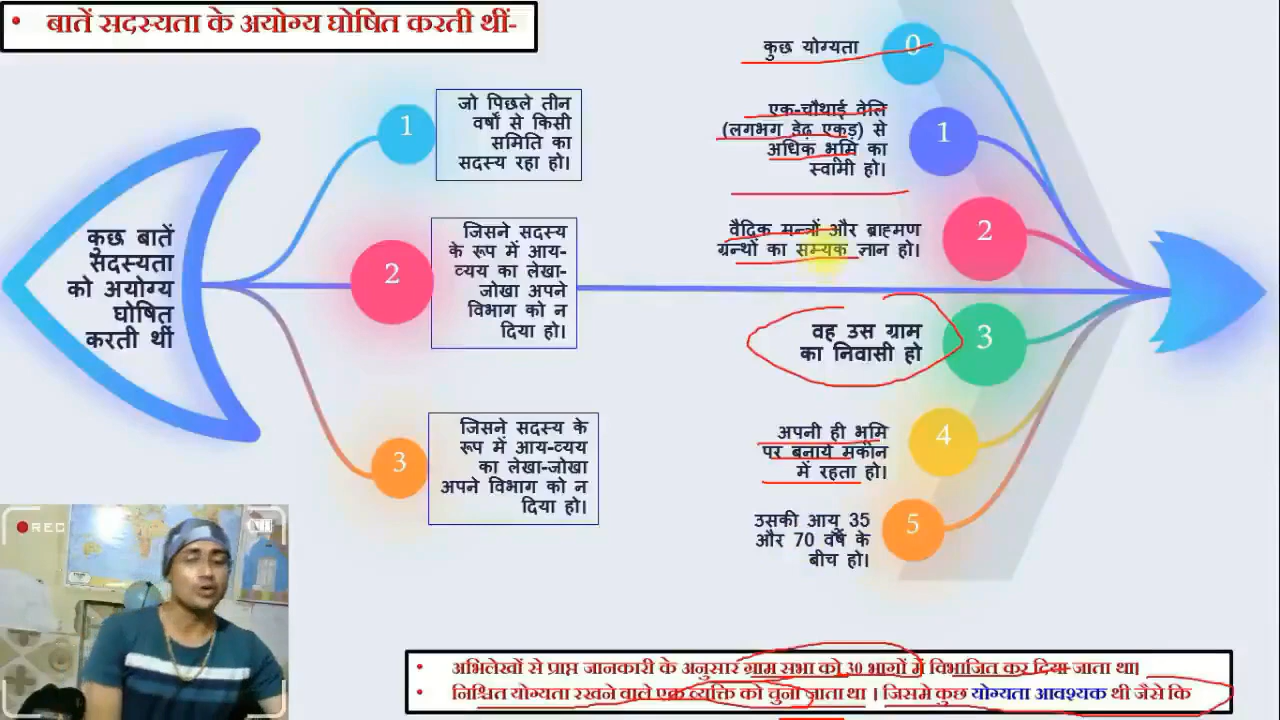 • बातें सदस्यता के अयोग्य घोषित करती थीं-
कुछ बातें
सदस्यता
को अयोग्य
घोषित
करती थीं
1
जो पिछले तीन
वर्षों से किसी
समिति का
सदस्य रहा हो।
2
जिसने सदस्य
के रूप में आय-
व्यय का लेखा-
जोखा अपने
विभाग को न
दिया हो।
3
जिसने सदस्य के
रूप में आय-व्यय
का लेखा-जोखा
अपने विभाग को न
दिया हो।
कुछ योग्यता
0
एक-चौथाई वेलि
(लगभग डेढ़ एकड़) से
अधिक भूमि का
स्वामी हो।
1
वैदिक मन्त्रों और ब्राह्मण
ग्रन्थों का सम्यक ज्ञान हो।
2
वह उस ग्राम
का निवासी हो
3
अपनी ही भूमि
पर बनाये मकान
में रहता हो।
4
उसकी आयु 35
और 70 वर्ष के
बीच हो।
5
REC
• अभिलेखों से प्राप्त जानकारी के अनुसार ग्राम सभा को 30 भागों में विभाजित कर दिया जाता था।
• निश्चित योग्यता रखने वाले एक व्यक्ति को चुना जाता था । जिसमे कुछ योग्यता आवश्यक थी जैसे कि